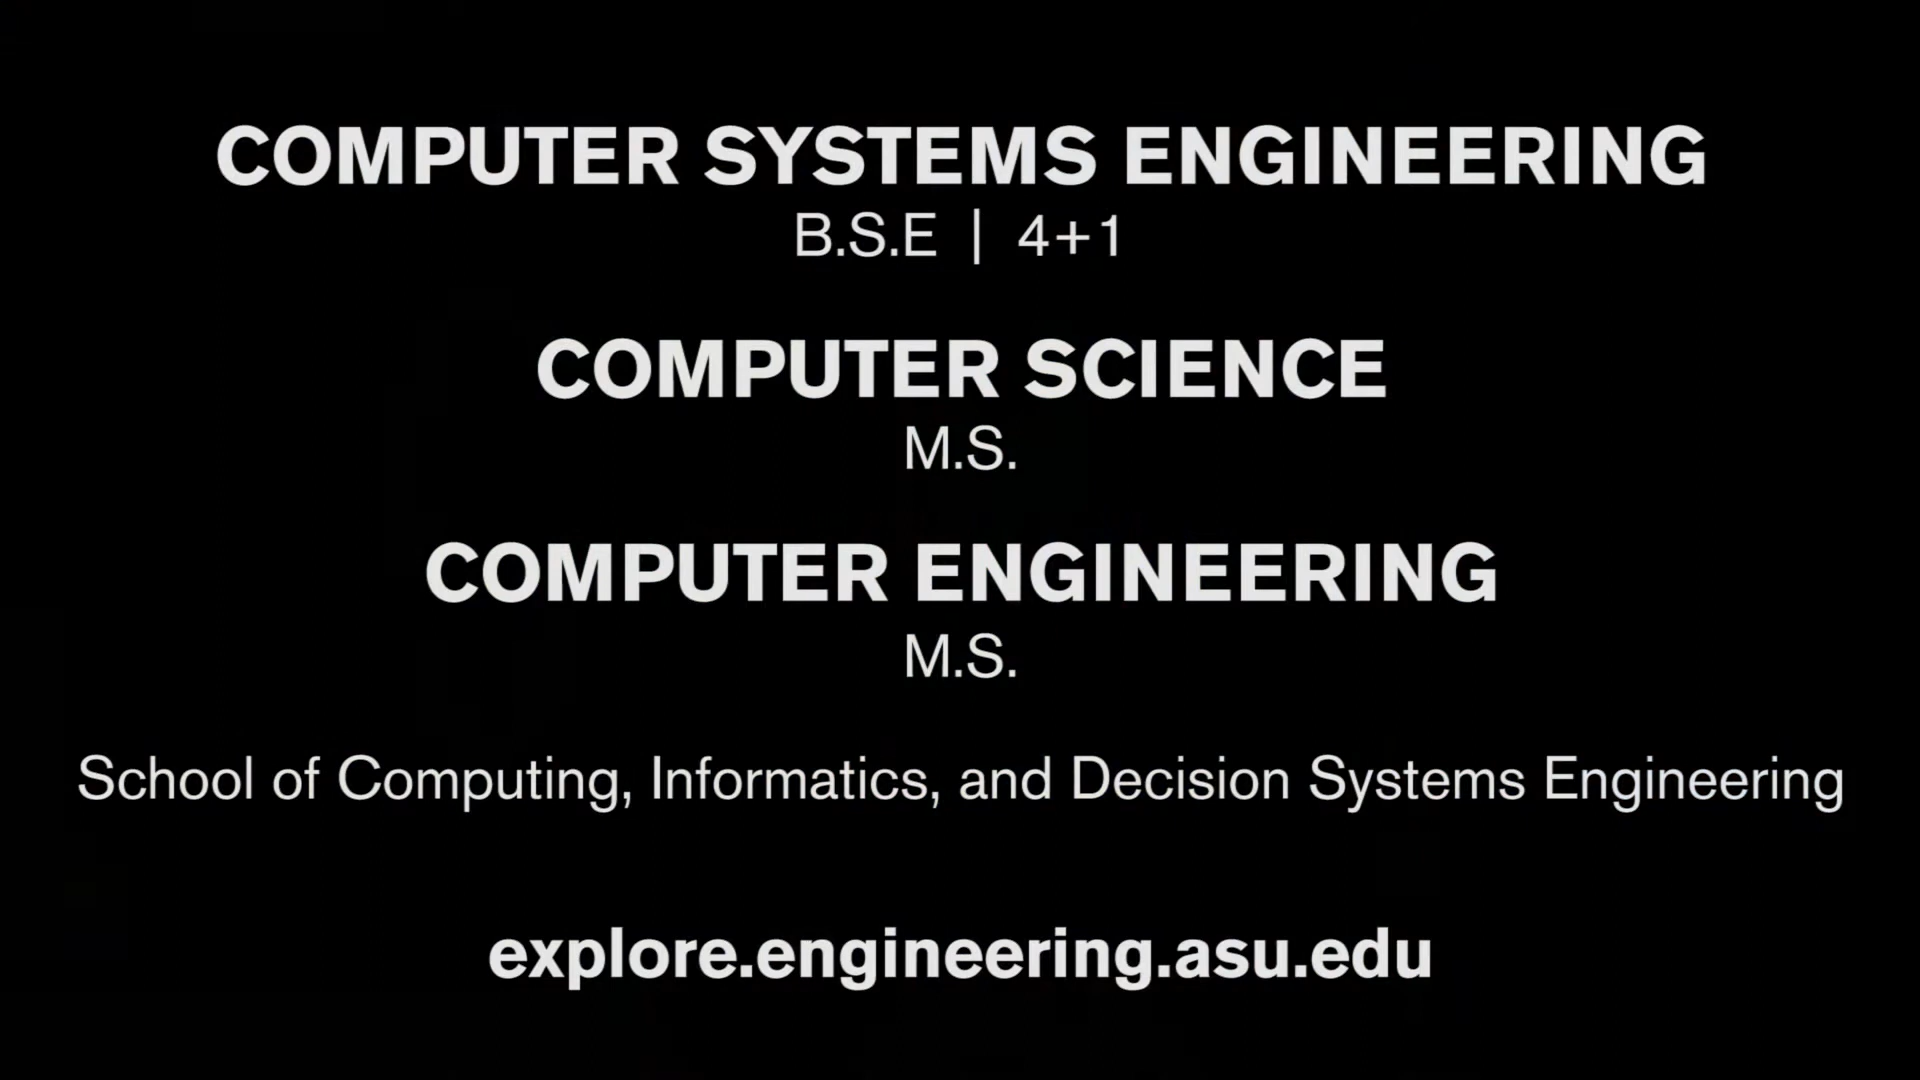 COMPUTER SYSTEMS ENGINEERING
B.S.E | 4+1
COMPUTER SCIENCE
M.S.
COMPUTER ENGINEERING
M.S.
School of Computing, Informatics, and Decision Systems Engineering
explore.engineering.asu.edu